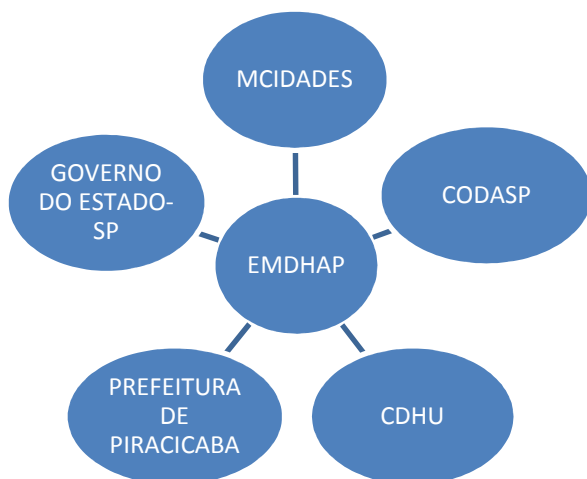 MCIDADES
GOVERNO
DO ESTADO-
SP
CODASP
EMDHAP
PREFEITURA
DE
PIRACICABA
CDHU